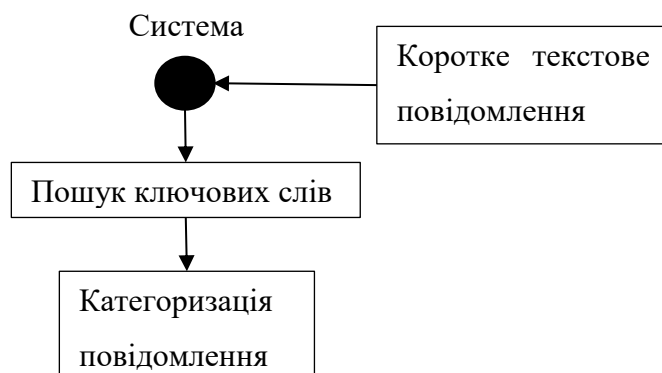 Система
Коротке текстове
повідомлення
Пошук ключових слів
Категоризація
повідомлення